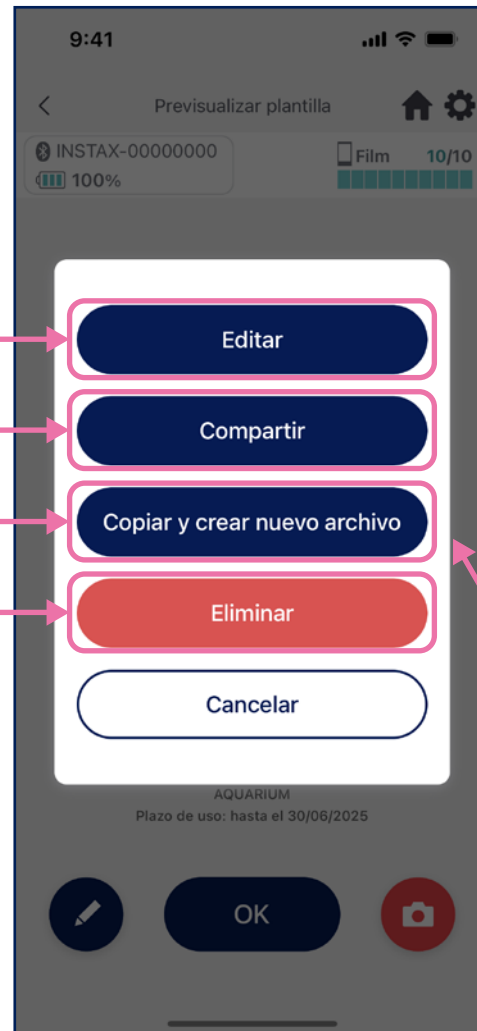 9:41
Previsualizar plantilla
INSTAX-00000000
Film 10/10
100%
Editar
Compartir
Copiar y crear nuevo archivo
Eliminar
Cancelar
AQUARIUM
Plazo de uso: hasta el 30/06/2025
OK